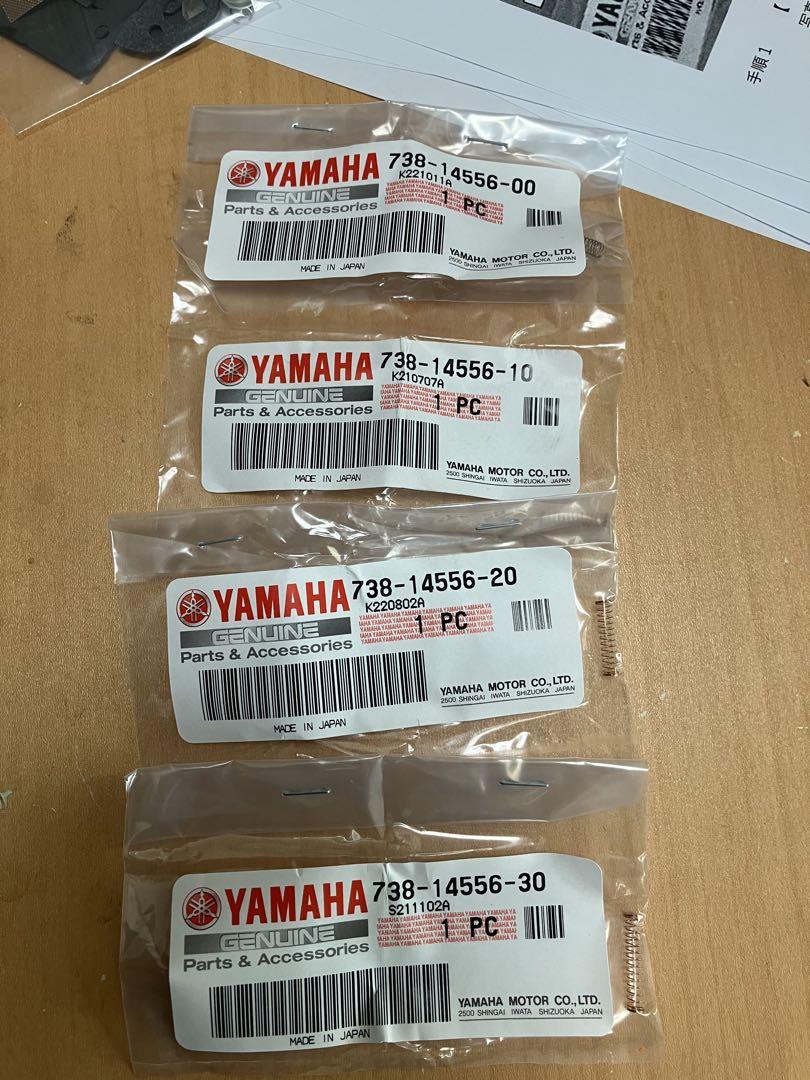 手順1
【
YAMAHA 738-14556-00
K221011A
GENUINE
1 PC
Parts & Accessories
MADE IN JAPAN
YAMAHA MOTOR CO.,LTD.
2500 SHINGAI IWATA SHIZUOKA JAPAN
YAMAHA 738-14556-10
K210707A
GENUINE
1 PC
Parts & Accessories
MADE IN JAPAN
YAMAHA MOTOR CO.,LTD.
2500 SHINGAI IWATA SHIZUOKA JAPAN
YAMAHA 738-14556-20
K220802A
GENUINE
1 PC
Parts & Accessories
MADE IN JAPAN
YAMAHA MOTOR CO.,LTD.
2500 SHINGAI IWATA SHIZUOKA JAPAN
YAMAHA 738-14556-30
S211102A
GENUINE
1 PC
Parts & Accessories
MADE IN JAPAN
YAMAHA MOTOR CO.,LTD.
2500 SHINGAI IWATA SHIZUOKA JAPAN